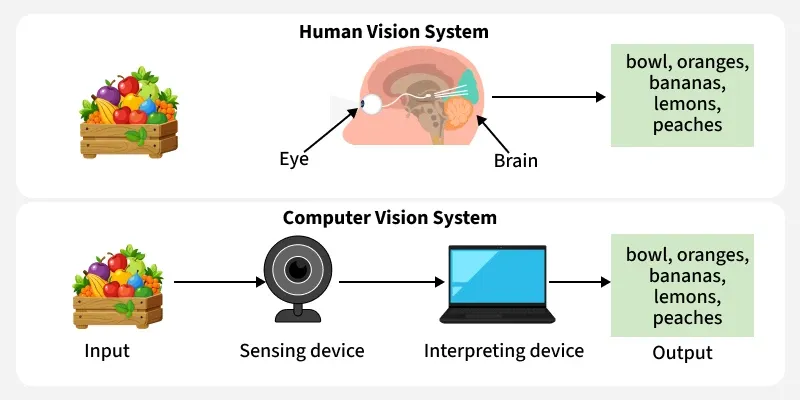 Human Vision System
Eye
Brain
bowl, oranges,
bananas,
lemons,
peaches
Computer Vision System
Input
Sensing device
Interpreting device
bowl, oranges,
bananas,
lemons,
peaches
Output